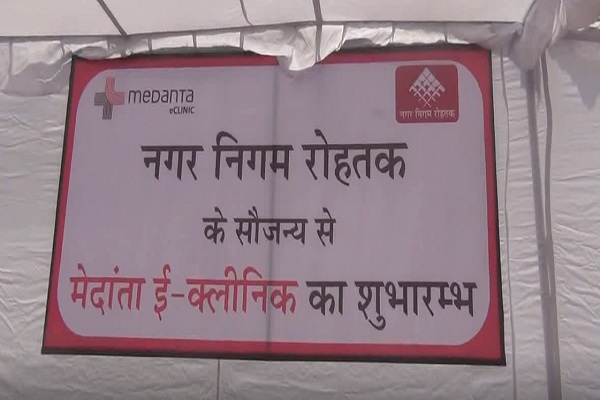 medanta
eCLINIC
नगर निगम रोहतक
नगर निगम रोहतक
के सौजन्य से
मेदांता ई-क्लीनिक का शुभारम्भ